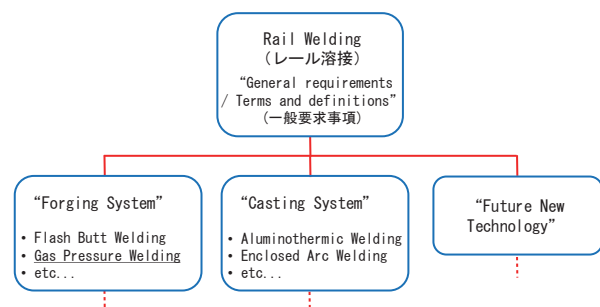 Rail Welding
（レール溶接）
“General requirements
/ Terms and definitions”
(一般要求事項)
“Forging System”
• Flash Butt Welding
• Gas Pressure Welding
• etc...
“Casting System”
• Aluminothermic Welding
• Enclosed Arc Welding
• etc...
“Future New
Technology”